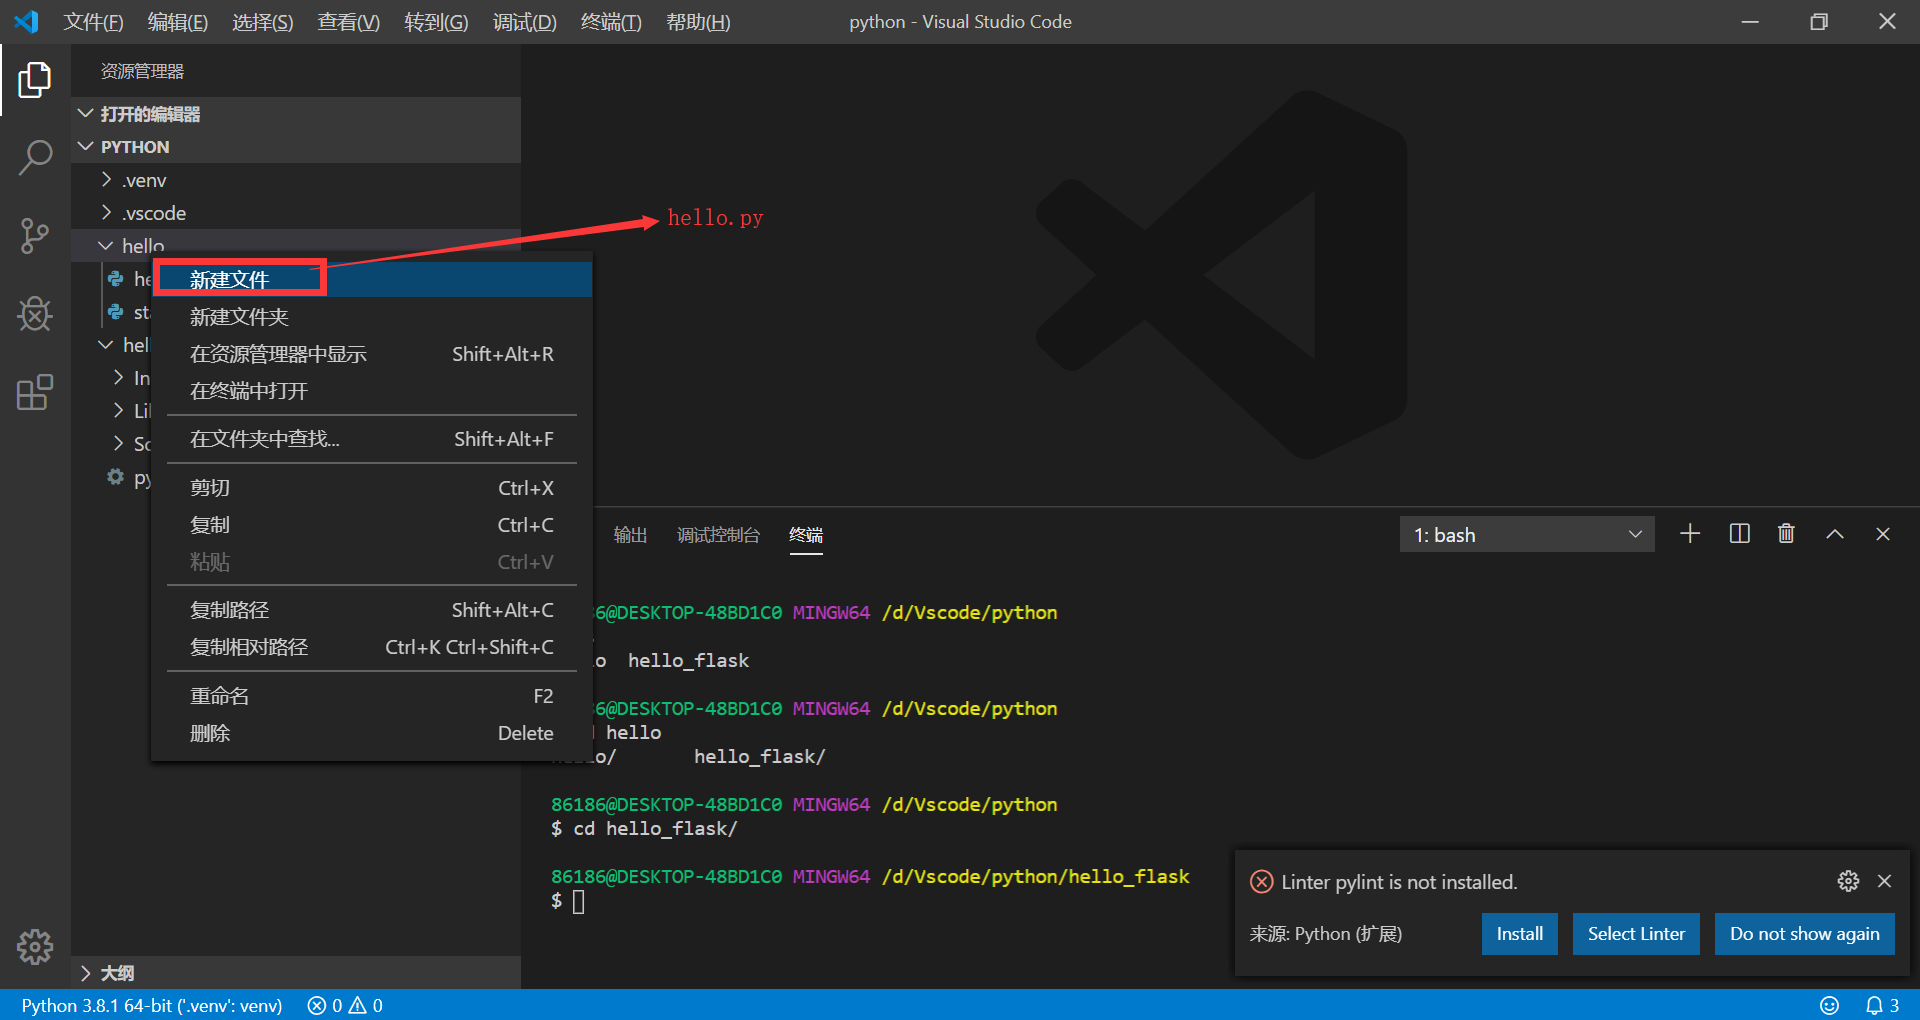 文件(F) 编辑(E) 选择(S) 查看(V) 转到(G) 调试(D) 终端(T) 帮助(H) python - Visual Studio Code
资源管理器
打开的编辑器
PYTHON
.venv
.vscode
hello
hello.py
新建文件
新建文件夹
在资源管理器中显示 Shift+Alt+R
在终端中打开
在文件夹中查找... Shift+Alt+F
剪切 Ctrl+X
复制 Ctrl+C
粘贴 Ctrl+V
复制路径 Shift+Alt+C
复制相对路径 Ctrl+K Ctrl+Shift+C
重命名 F2
删除 Delete
大纲
输出 调试控制台 终端 1: bash
6@DESKTOP-48BD1C0 MINGW64 /d/Vscode/python
o hello_flask
6@DESKTOP-48BD1C0 MINGW64 /d/Vscode/python
hello
o/ hello_flask/
86186@DESKTOP-48BD1C0 MINGW64 /d/Vscode/python
$ cd hello_flask/
86186@DESKTOP-48BD1C0 MINGW64 /d/Vscode/python/hello_flask
$
Linter pylint is not installed.
来源: Python (扩展) Install Select Linter Do not show again
Python 3.8.1 64-bit ('.venv': venv) 0 0 3